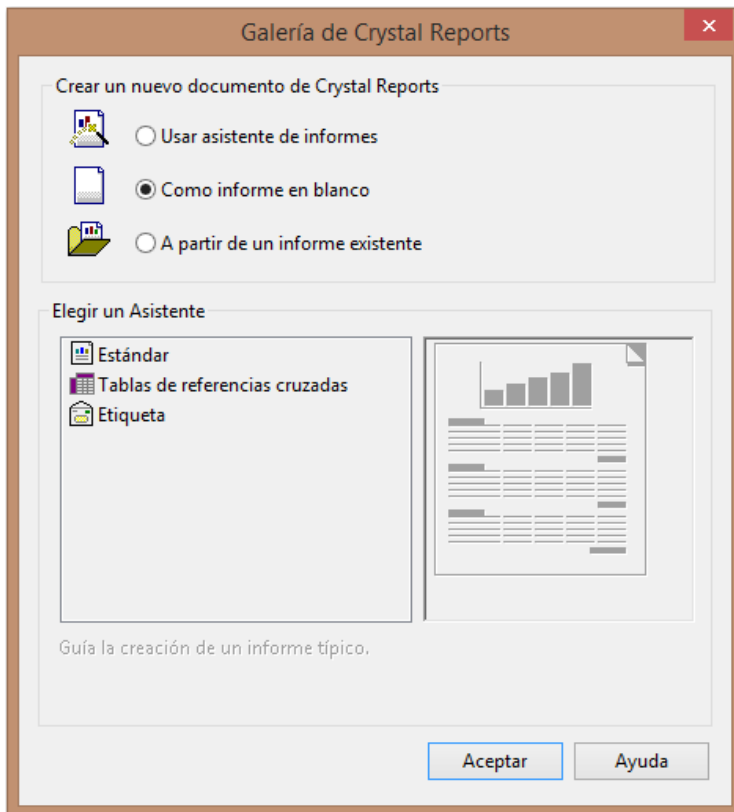 Galería de Crystal Reports
Crear un nuevo documento de Crystal Reports
Usar asistente de informes
Como informe en blanco
A partir de un informe existente
Elegir un Asistente
Estándar
Tablas de referencias cruzadas
Etiqueta
Guía la creación de un informe típico.
Aceptar Ayuda